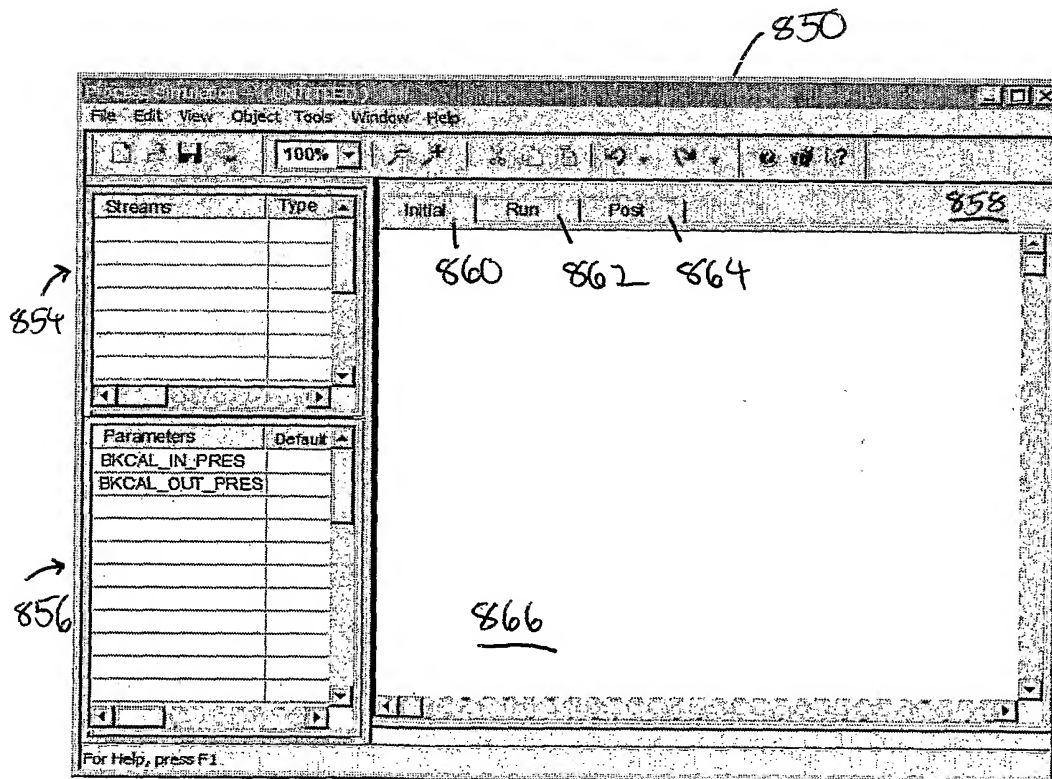 850
Process Simulation - (UNTITLED)
File Edit View Object Tools Window Help
100%
Streams Type
Initial Run Post 858
860 862 864
854
Parameters Default
BKCAL_IN_PRES
BKCAL_OUT_PRES
856
866
For Help, press F1